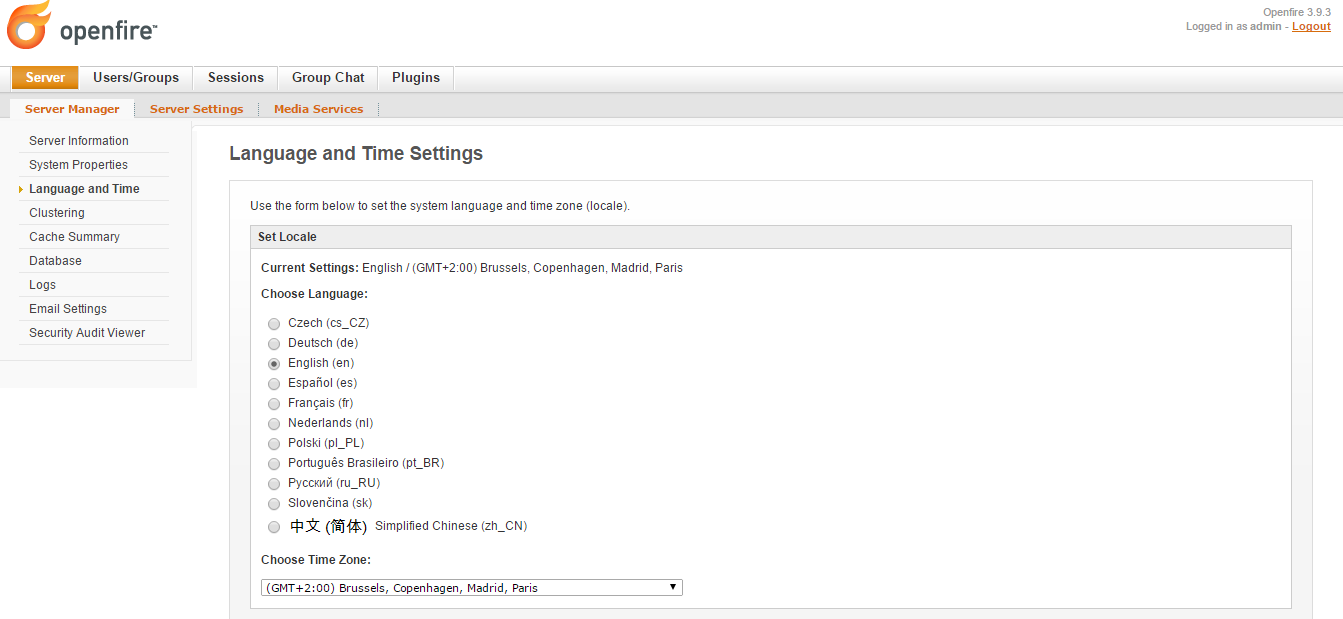 openfire™
Openfire 3.9.3
Logged in as admin - Logout
Server Users/Groups Sessions Group Chat Plugins
Server Manager Server Settings Media Services
Server Information
System Properties
Language and Time
Clustering
Cache Summary
Database
Logs
Email Settings
Security Audit Viewer
Language and Time Settings
Use the form below to set the system language and time zone (locale).
Set Locale
Current Settings: English / (GMT+2:00) Brussels, Copenhagen, Madrid, Paris
Choose Language:
Czech (cs_CZ)
Deutsch (de)
English (en)
Español (es)
Français (fr)
Nederlands (nl)
Polski (pl_PL)
Português Brasileiro (pt_BR)
Русский (ru_RU)
Slovenčina (sk)
中文 (简体) Simplified Chinese (zh_CN)
Choose Time Zone:
(GMT+2:00) Brussels, Copenhagen, Madrid, Paris